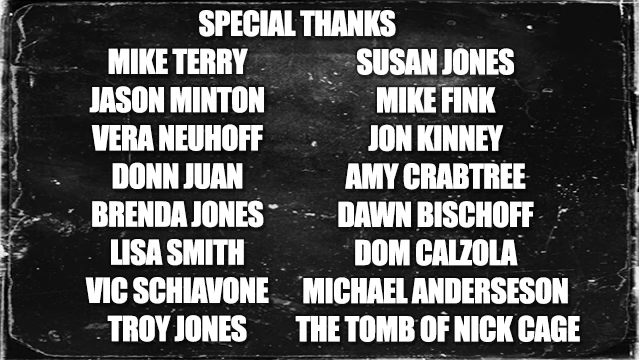 SPECIAL THANKS
MIKE TERRY SUSAN JONES
JASON MINTON MIKE FINK
VERA NEUHOFF JON KINNEY
DONN JUAN AMY CRABTREE
BRENDA JONES DAWN BISCHOFF
LISA SMITH DOM CALZOLA
VIC SCHIAVONE MICHAEL ANDERSESON
TROY JONES THE TOMB OF NICK CAGE